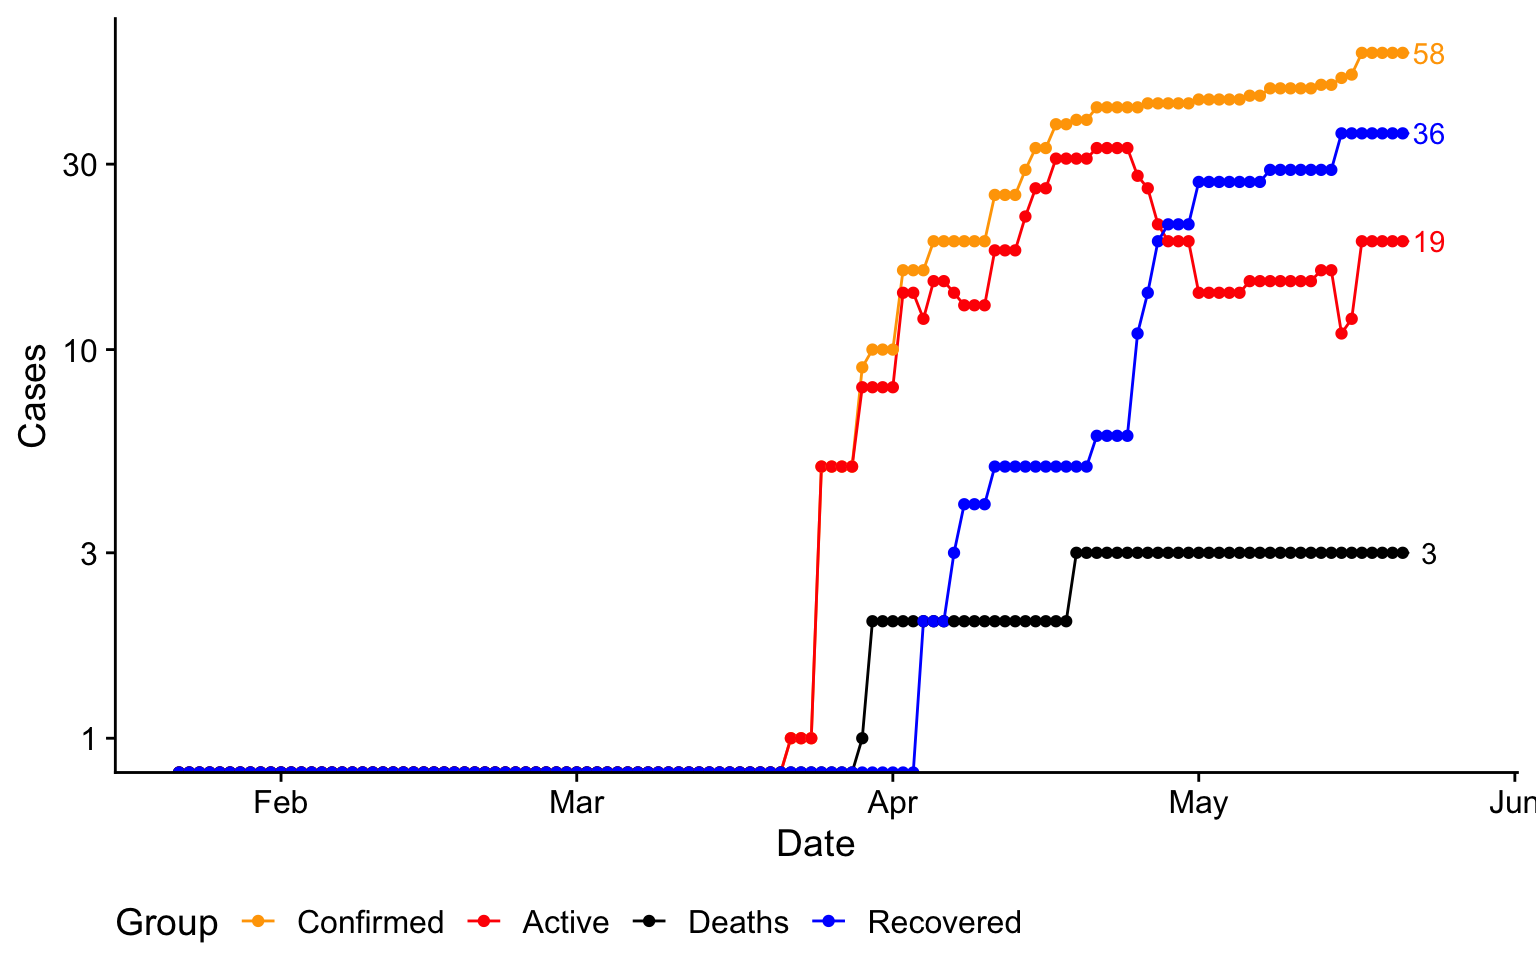 58
36
30
19
10
Cases
3
3
1
Feb Mar Apr May Jun
Date
Group Confirmed Active Deaths Recovered